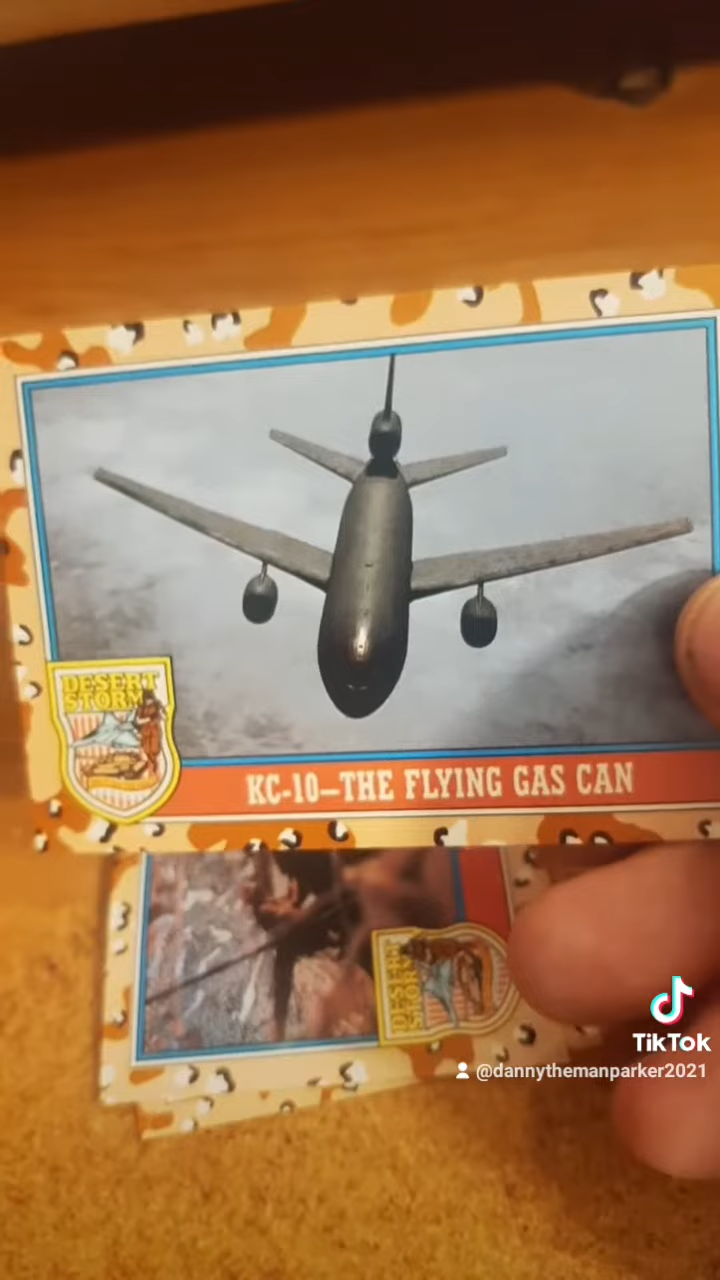 DESERT
STORM
KC-10—THE FLYING GAS CAN
DESERT
STORM
TikTok
@dannythemanparker2021